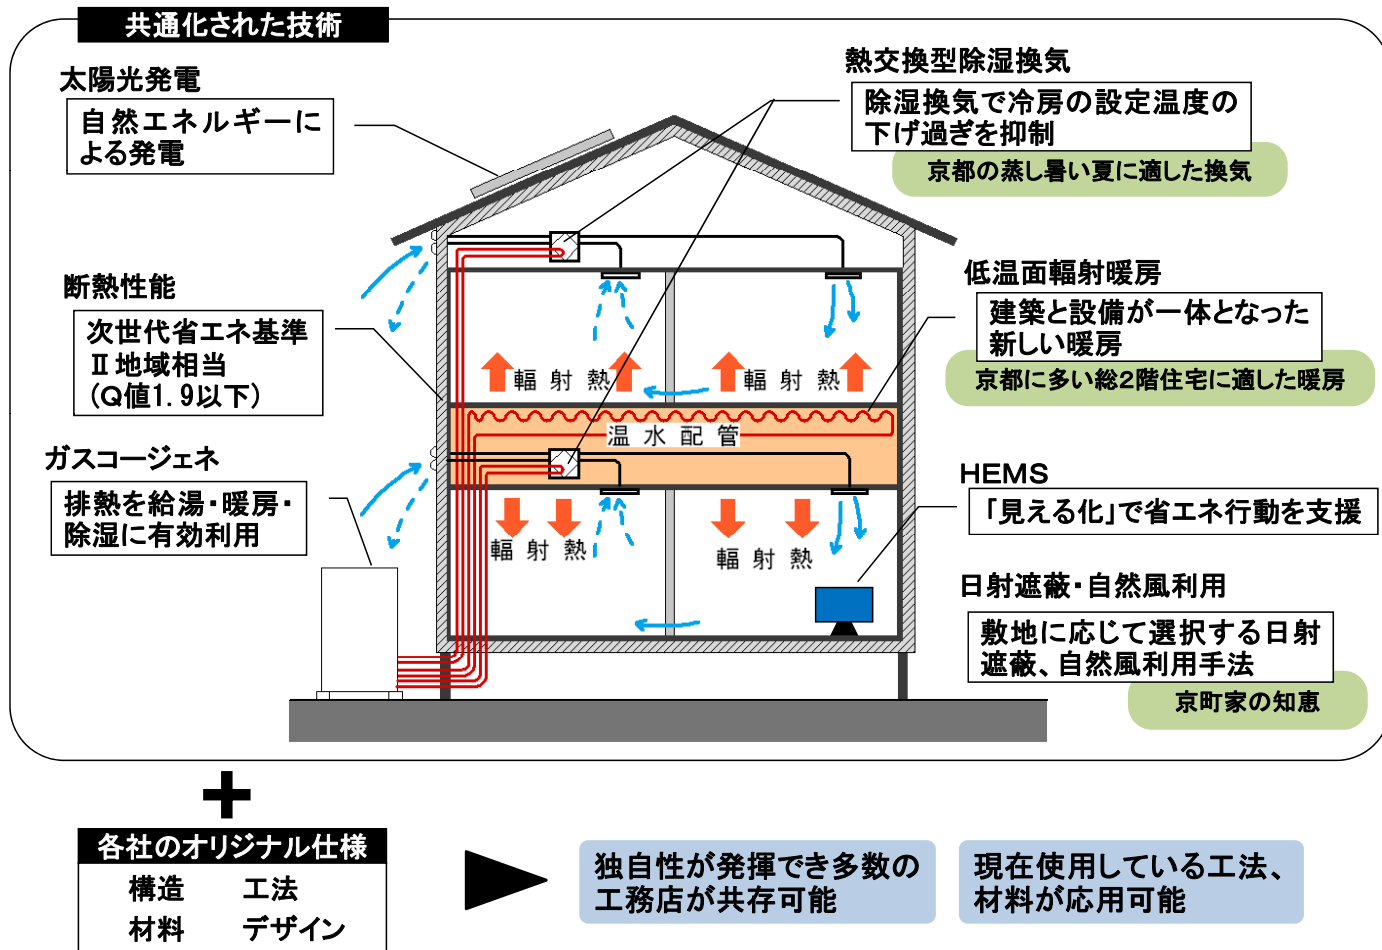 共通化された技術
太陽光発電
自然エネルギーに
よる発電
熱交換型除湿換気
除湿換気で冷房の設定温度の
下げ過ぎを抑制
京都の蒸し暑い夏に適した換気
断熱性能
次世代省エネ基準
Ⅱ地域相当
(Q値1.9以下)
低温面輻射暖房
建築と設備が一体となった
新しい暖房
京都に多い総2階住宅に適した暖房
輻射熱
輻射熱
温水配管
ガスコージェネ
排熱を給湯・暖房・
除湿に有効利用
HEMS
「見える化」で省エネ行動を支援
輻射熱
輻射熱
日射遮蔽・自然風利用
敷地に応じて選択する日射
遮蔽、自然風利用手法
京町家の知恵
+
各社のオリジナル仕様
構造 工法
材料 デザイン
独自性が発揮でき多数の
工務店が共存可能
現在使用している工法、
材料が応用可能